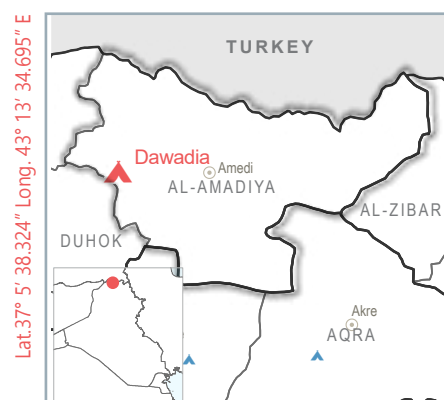 Lat.37° 5' 38.324" Long. 43° 13' 34.695" E
TURKEY
Dawadia
Amedi
AL-AMADIYA
AL-ZIBAR
DUHOK
Akre
AQRA